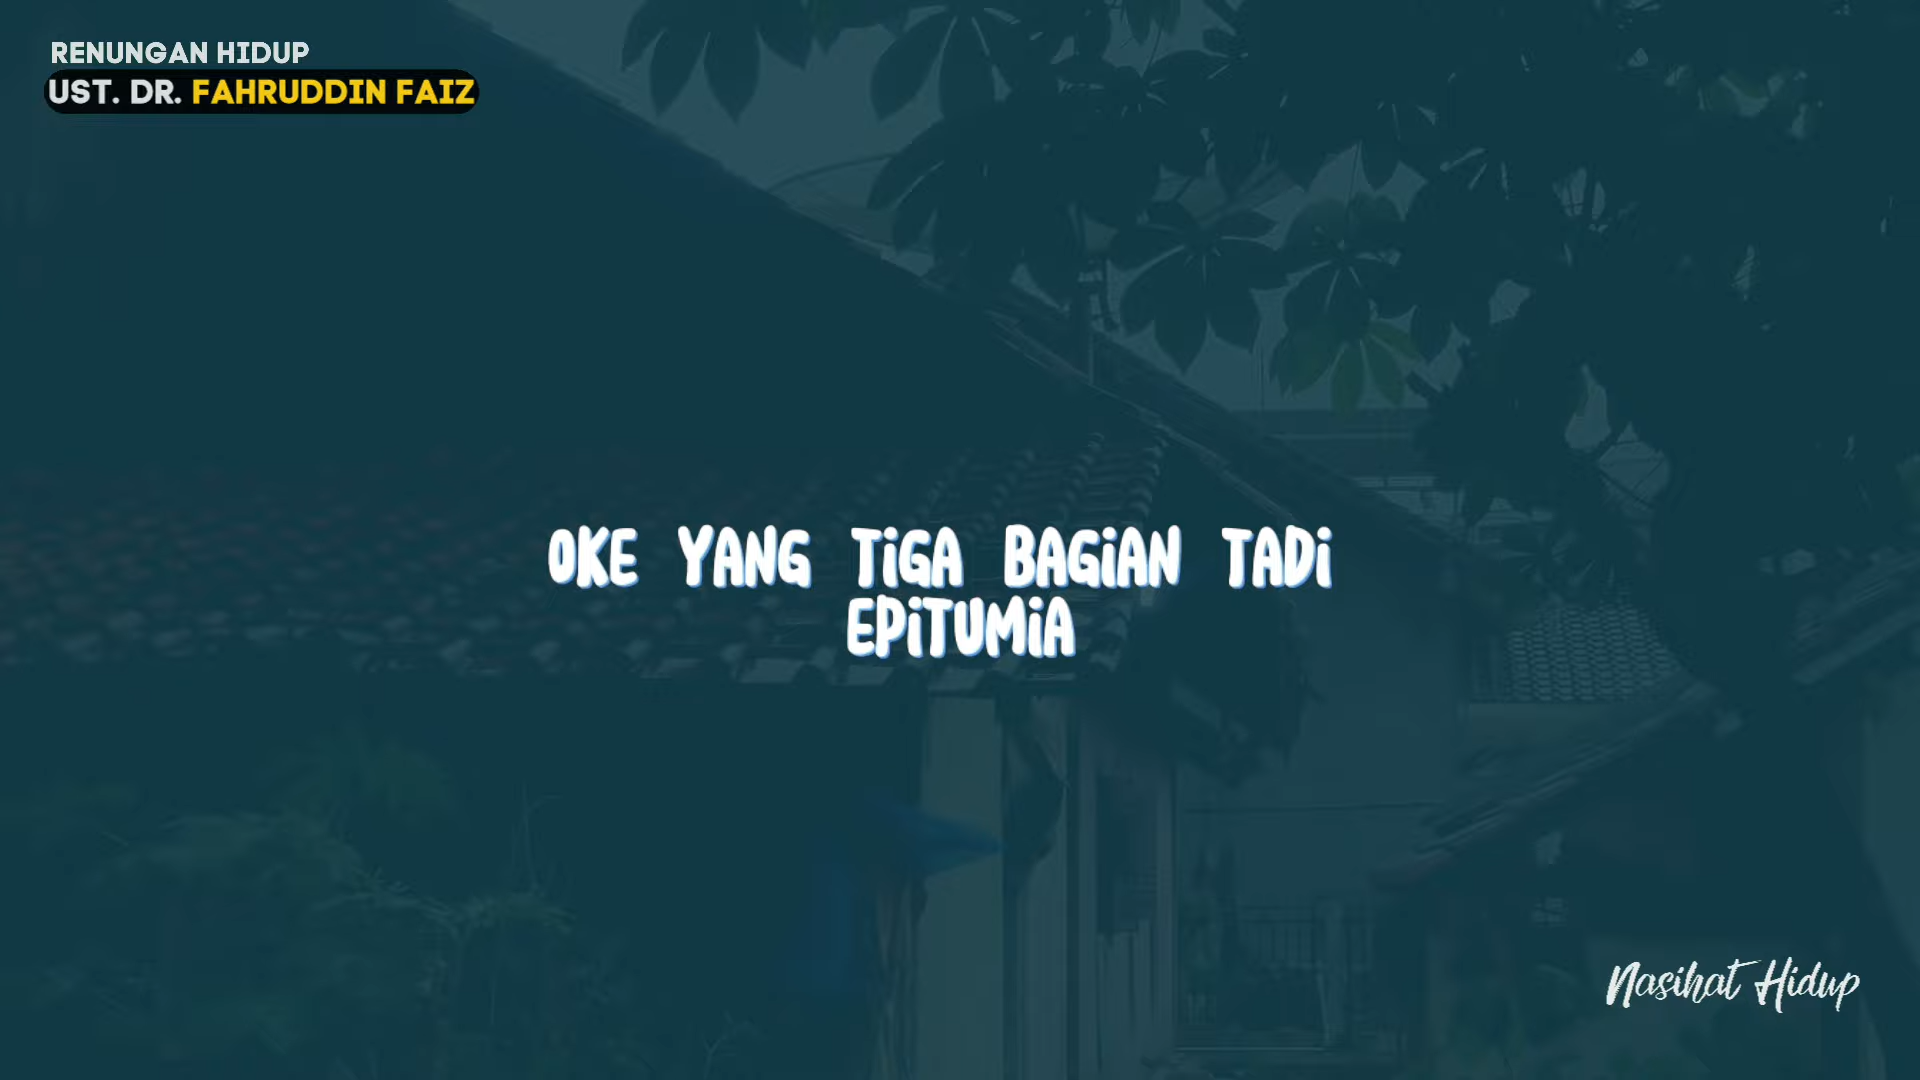 RENUNGAN HIDUP
UST. DR. FAHRUDDIN FAIZ
OKE YANG TIGA BAGIAN TADI
EPITUMIA
Nasihat Hidup